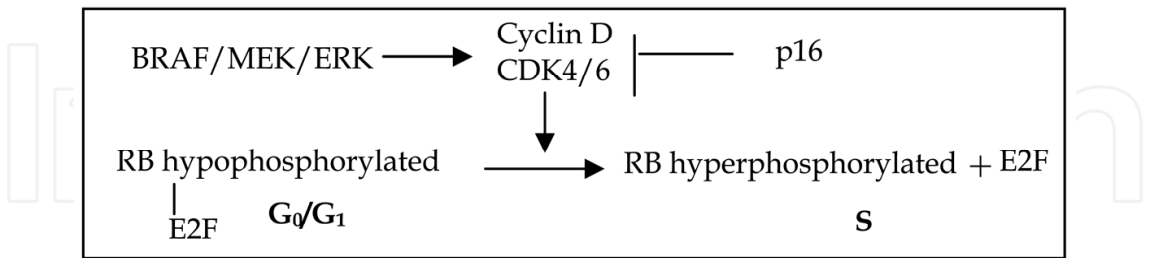 Cyclin D
BRAF/MEK/ERK
CDK4/6
p16
RB hypophosphorylated
RB hyperphosphorylated + E2F
E2F
G₀/G₁
S